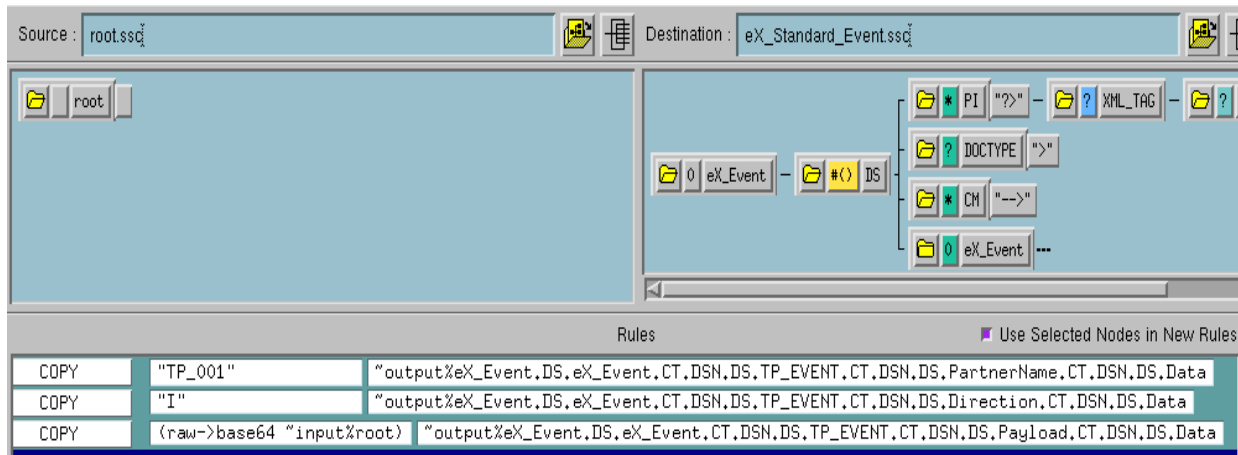 Source : root.ssc Destination : eX_Standard_Event.ssc
root
* PI "?>" ? XML_TAG ?
? DOCTYPE ">"
0 eX_Event #() DS
* CM "-->"
0 eX_Event
Rules Use Selected Nodes in New Rules
COPY "TP_001" ~output%eX_Event.DS.eX_Event.CT.DSN.DS.TP_EVENT.CT.DSN.DS.PartnerName.CT.DSN.DS.Data
COPY "I" ~output%eX_Event.DS.eX_Event.CT.DSN.DS.TP_EVENT.CT.DSN.DS.Direction.CT.DSN.DS.Data
COPY (raw->base64 ~input%root) ~output%eX_Event.DS.eX_Event.CT.DSN.DS.TP_EVENT.CT.DSN.DS.Payload.CT.DSN.DS.Data